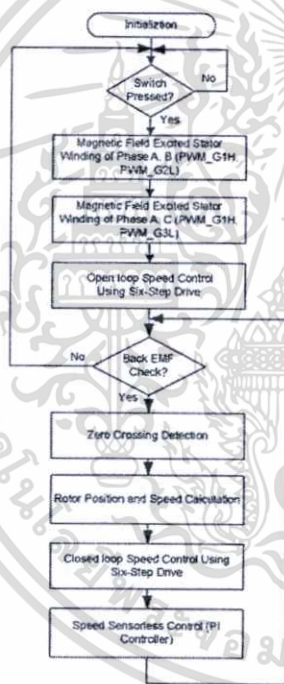 Initialization
Switch
Pressed?
No
Yes
Magnetic Field Excited Stator
Winding of Phase A, B (PWM_G1H,
PWM_G2L)
Magnetic Field Excited Stator
Winding of Phase A, C (PWM_G1H,
PWM_G3L)
Open loop Speed Control
Using Six-Step Drive
No
Back EMF
Check?
Yes
Zero Crossing Detection
Rotor Position and Speed Calculation
Closed loop Speed Control Using
Six-Step Drive
Speed Sensorless Control (PI
Controller)